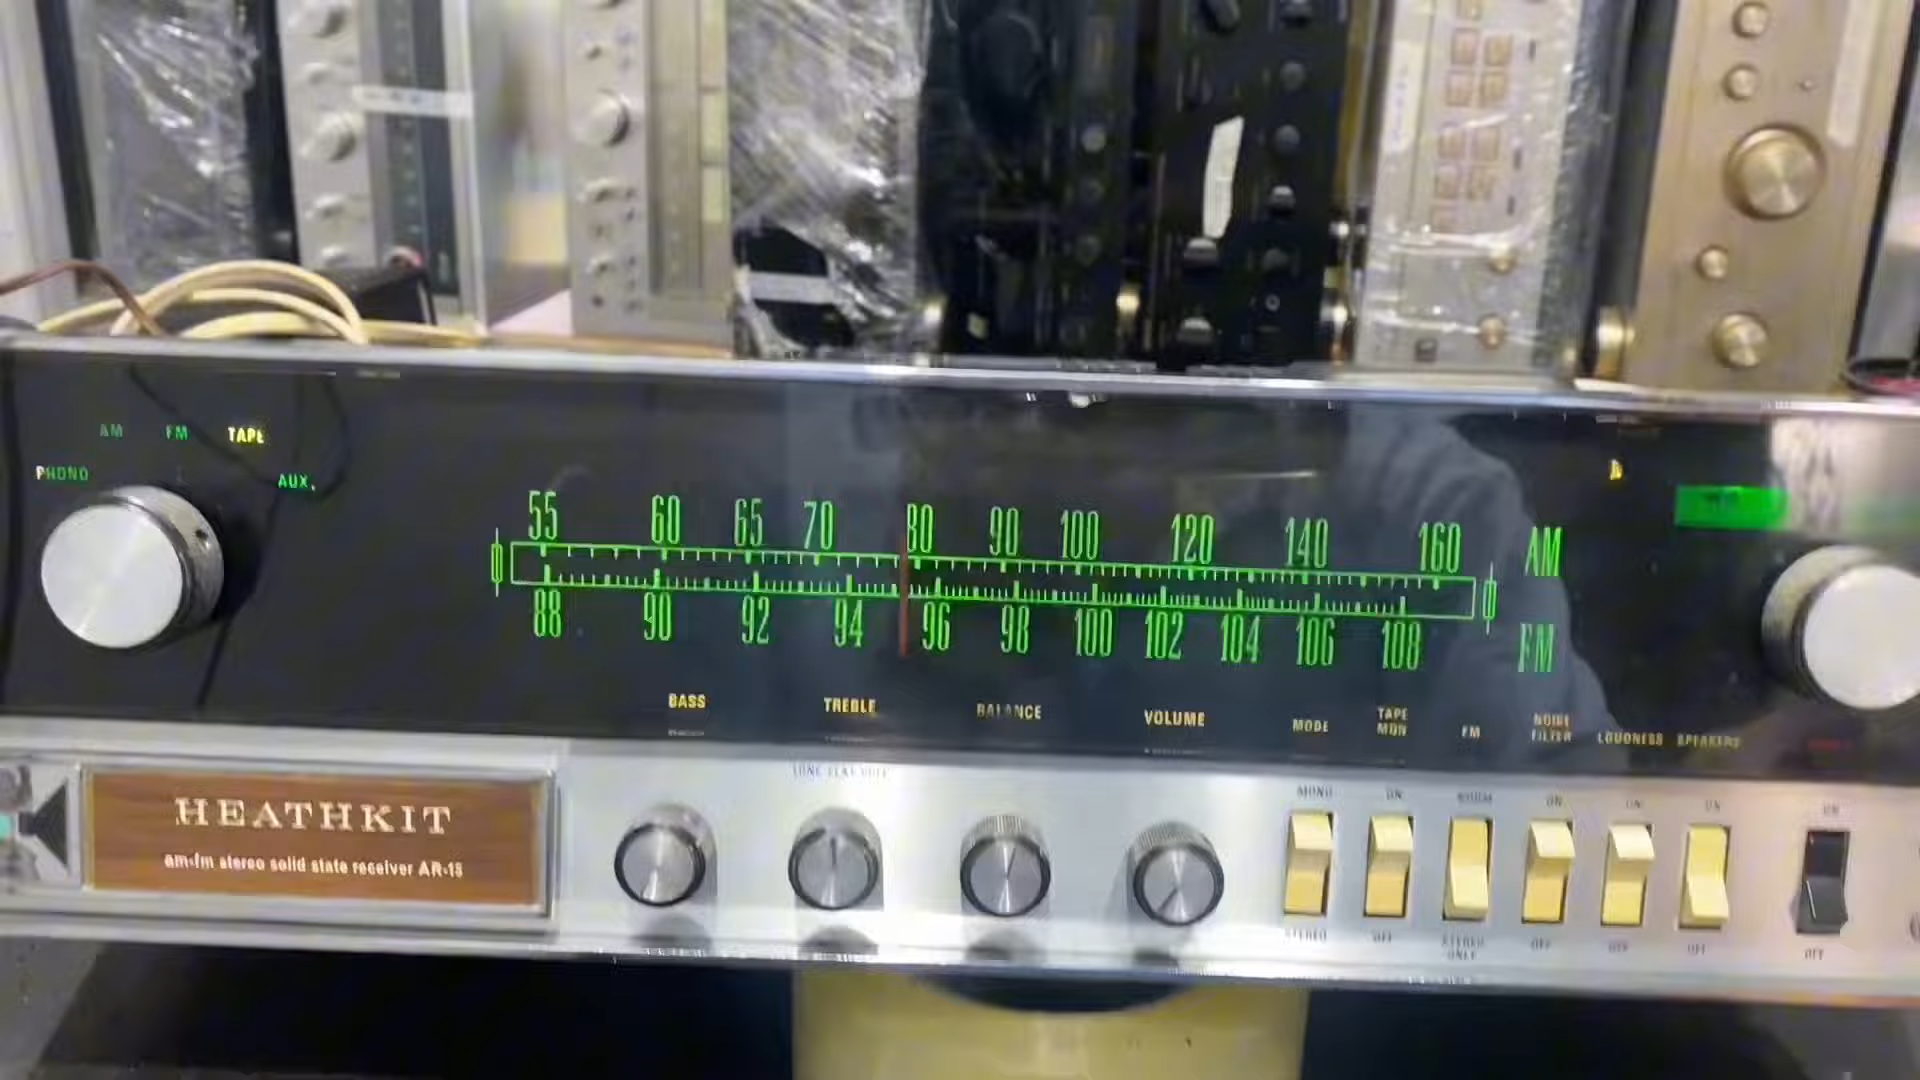 AM FM TAPE
PHONO AUX.
55 60 65 70 80 90 100 120 140 160 AM
88 90 92 94 96 98 100 102 104 106 108 FM
BASS TREBLE BALANCE VOLUME MODE TAPE MON FM NOISE FILTER LOUDNESS SPEAKERS
MONO ON NORM ON ON ON ON
HEATHKIT
am-fm stereo solid state receiver AR-15
STEREO OFF STEREO ONLY OFF OFF OFF OFF